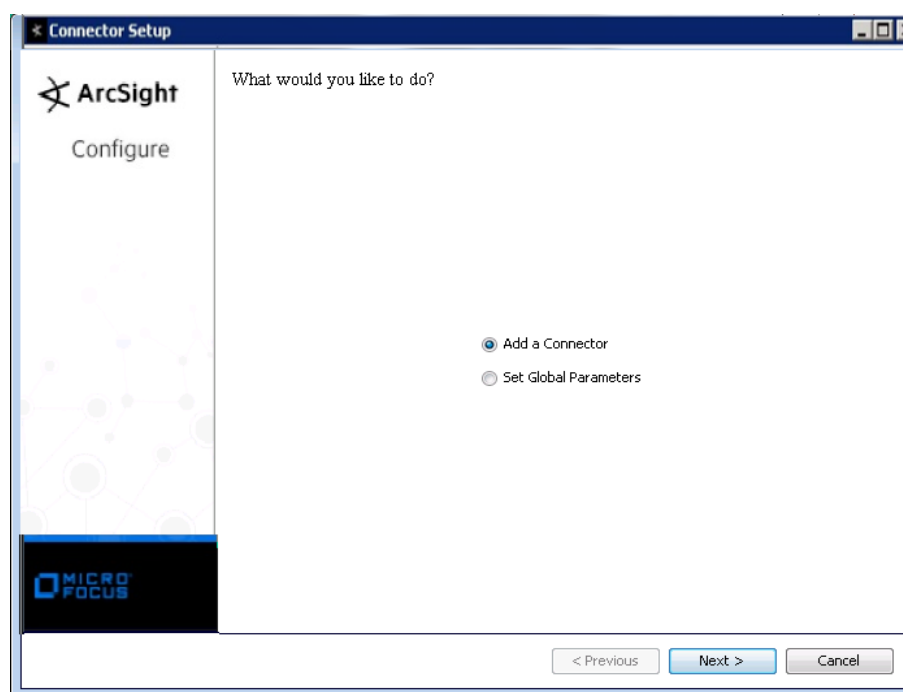 Connector Setup
ArcSight
Configure
What would you like to do?
Add a Connector
Set Global Parameters
MICRO
FOCUS
< Previous
Next >
Cancel